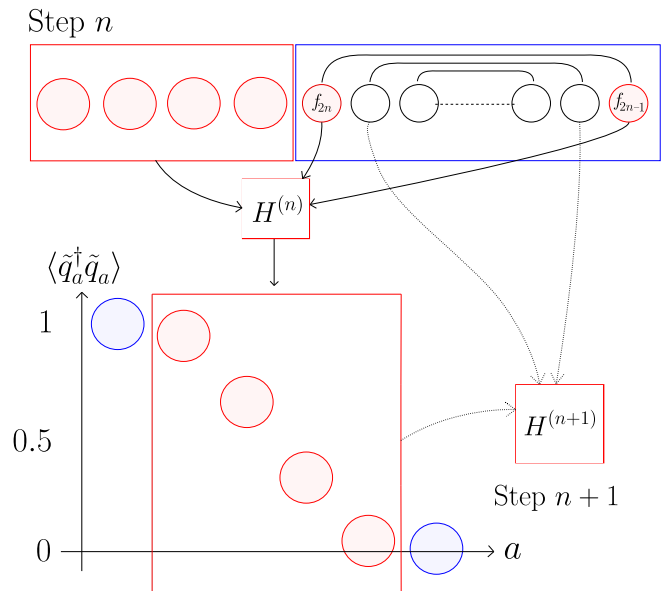 Step n
f₂ₙ
f₂ₙ₋₁
H⁽ⁿ⁾
⟨q̃ₐ†q̃ₐ⟩
1
0.5
0
a
H⁽ⁿ⁺¹⁾
Step n + 1